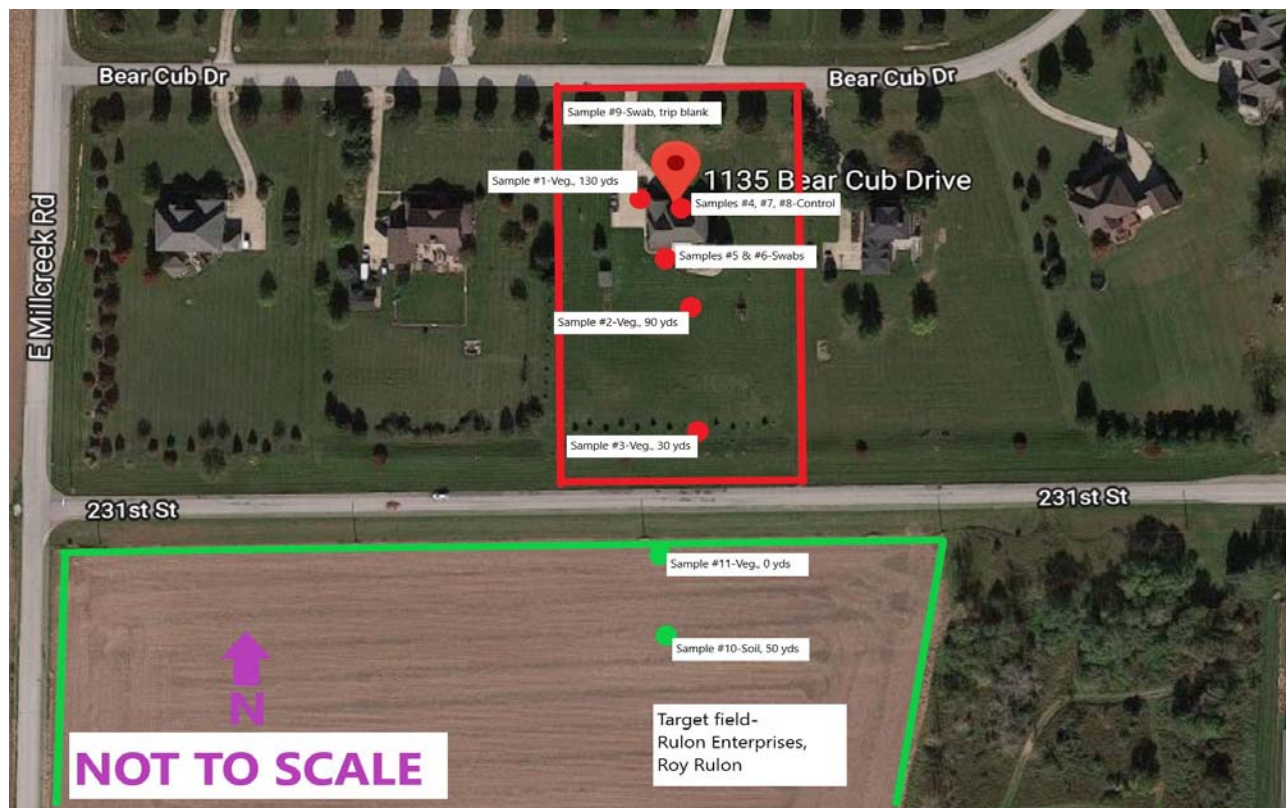 Bear Cub Dr
Bear Cub Dr
Sample #9-Swab, trip blank
Sample #1-Veg., 130 yds
1135 Bear Cub Drive
Samples #4, #7, #8-Control
E Millcreek Rd
Samples #5 & #6-Swabs
Sample #2-Veg., 90 yds
Sample #3-Veg., 30 yds
231st St
231st St
Sample #11-Veg., 0 yds
Sample #10-Soil, 50 yds
N
Target field-
Rulon Enterprises,
Roy Rulon
NOT TO SCALE